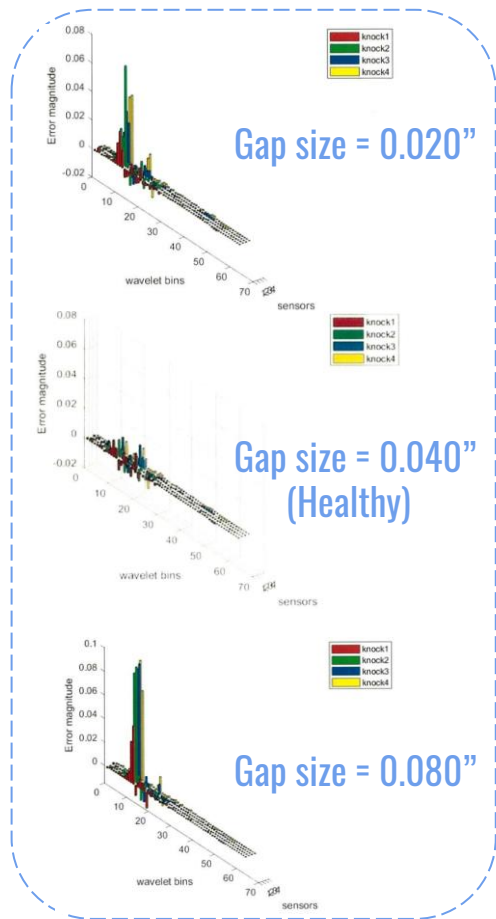 0.08
0.06
0.04
0.02
0
-0.02
Error magnitude
knock1
knock2
knock3
knock4
Gap size = 0.020”
0
10
20
30
40
50
60
70
wavelet bins
sensors
0.08
0.06
0.04
0.02
0
-0.02
Error magnitude
knock1
knock2
knock3
knock4
Gap size = 0.040”
(Healthy)
0
10
20
30
40
50
60
70
wavelet bins
sensors
0.1
0.08
0.06
0.04
0.02
0
Error magnitude
knock1
knock2
knock3
knock4
Gap size = 0.080”
0
10
20
30
40
50
60
70
wavelet bins
sensors